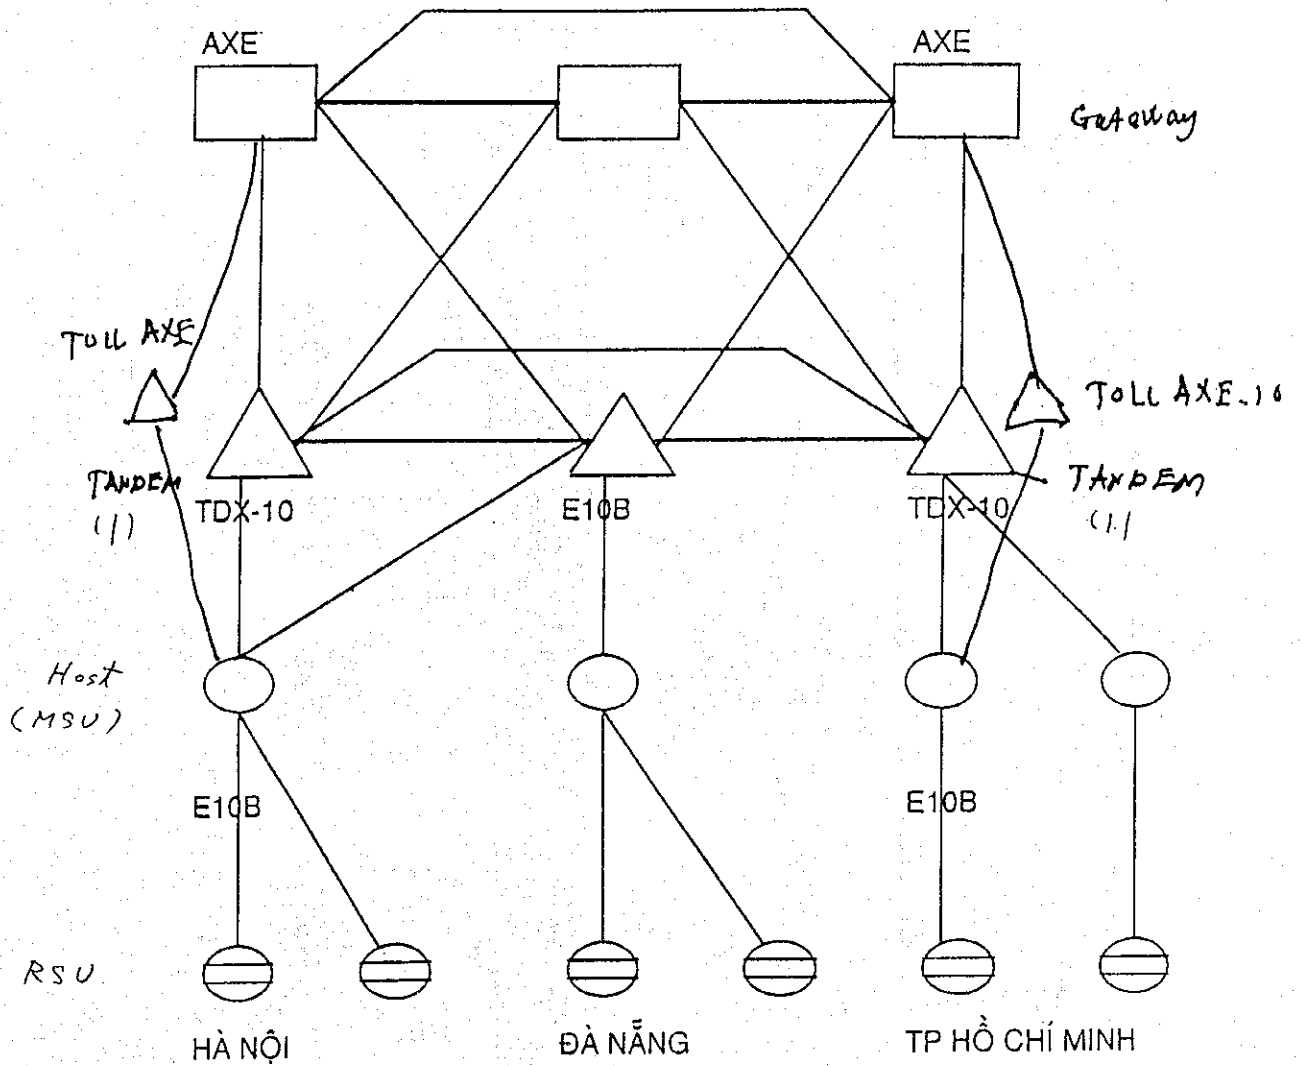 AXE
AXE
Gataway
TOLL AXE
TOLL AXE-10
TANDEM
(1)
TDX-10
E10B
TDX-10
TANDEM
(1)
Host
(MSU)
E10B
E10B
RSU
HÀ NỘI
ĐÀ NẴNG
TP HỒ CHÍ MINH